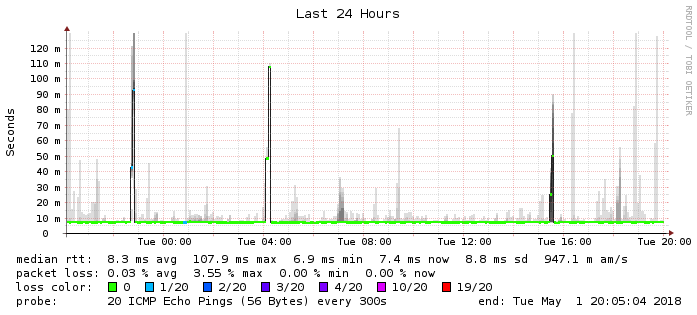 Last 24 Hours
RRDTOOL / TOBI OETIKER
Seconds
120 m
110 m
100 m
90 m
80 m
70 m
60 m
50 m
40 m
30 m
20 m
10 m
0
Tue 00:00 Tue 04:00 Tue 08:00 Tue 12:00 Tue 16:00 Tue 20:00
median rtt: 8.3 ms avg 107.9 ms max 6.9 ms min 7.4 ms now 8.8 ms sd 947.1 m am/s
packet loss: 0.03 % avg 3.55 % max 0.00 % min 0.00 % now
loss color: 0 1/20 2/20 3/20 4/20 10/20 19/20
probe: 20 ICMP Echo Pings (56 Bytes) every 300s end: Tue May 1 20:05:04 2018